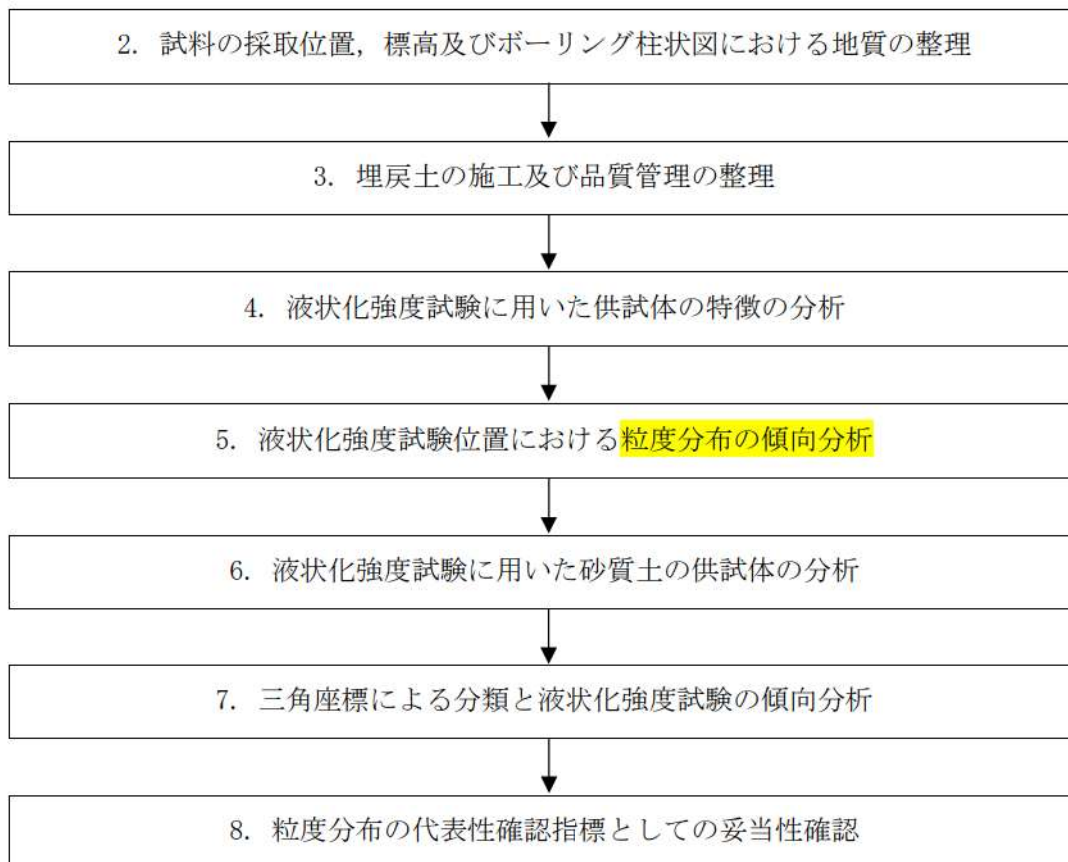 2. 試料の採取位置，標高及びボーリング柱状図における地質の整理
3. 埋戻土の施工及び品質管理の整理
4. 液状化強度試験に用いた供試体の特徴の分析
5. 液状化強度試験位置における粒度分布の傾向分析
6. 液状化強度試験に用いた砂質土の供試体の分析
7. 三角座標による分類と液状化強度試験の傾向分析
8. 粒度分布の代表性確認指標としての妥当性確認